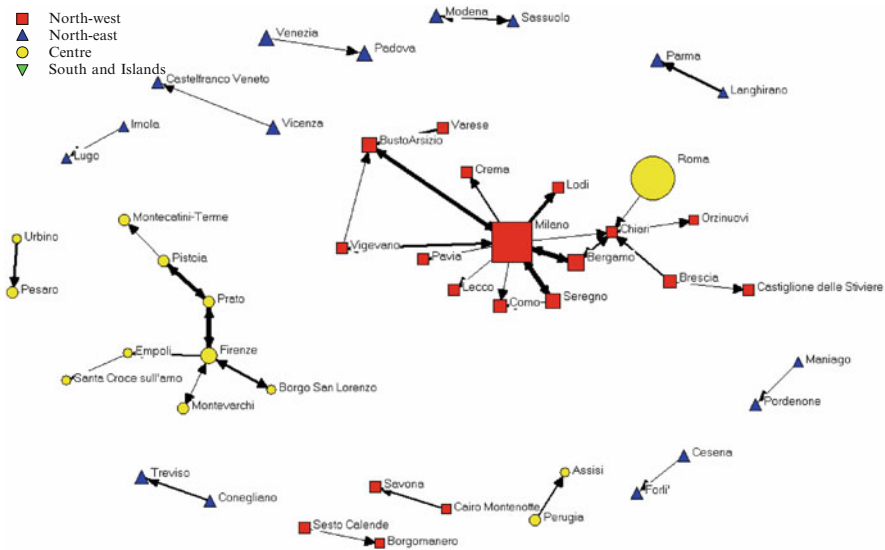 North-west
North-east
Centre
South and Islands
Modena
Sassuolo
Venezia
Padova
Parma
Langhirano
Castelfranco Veneto
Vicenza
Imola
Lugo
BustoArsizio
Varese
Crema
Lodi
Roma
Milano
Chiari
Orzinuovi
Vigevano
Pavia
Bergamo
Lecco
Como
Seregno
Brescia
Castiglione delle Stiviere
Montecatini-Terme
Urbino
Pistoia
Pesaro
Prato
Empoli
Firenze
Santa Croce sull'arno
Borgo San Lorenzo
Montevarchi
Maniago
Pordenone
Cesena
Forli'
Treviso
Conegliano
Savona
Cairo Montenotte
Assisi
Perugia
Sesto Calende
Borgomanero